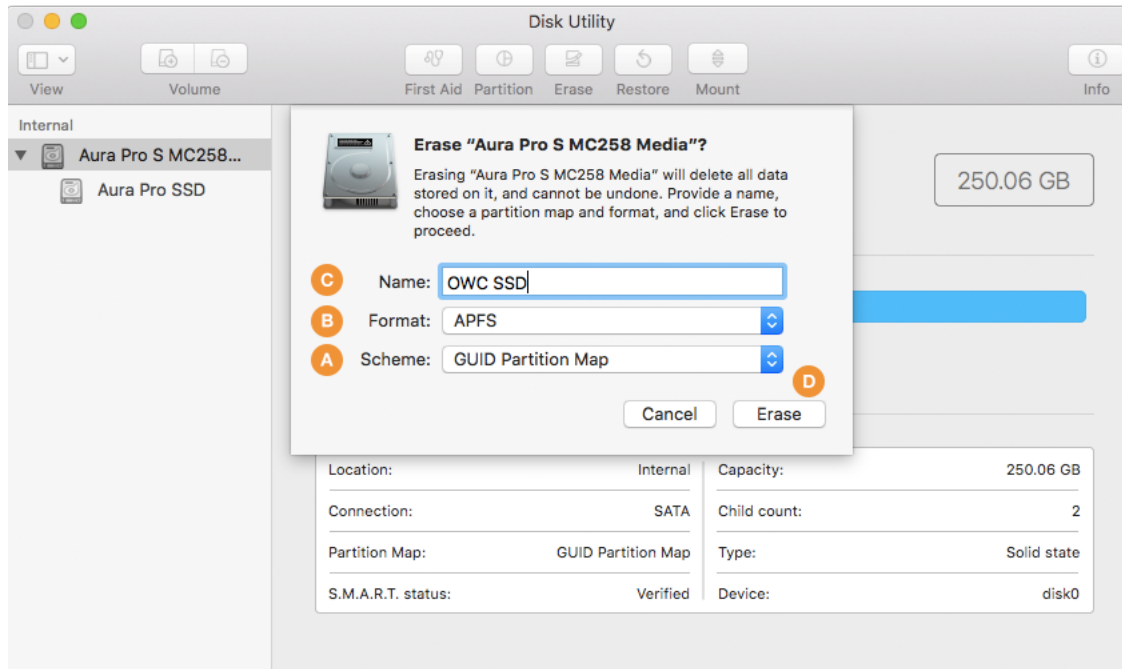 Disk Utility
View
Volume
First Aid
Partition
Erase
Restore
Mount
Info
Internal
Aura Pro S MC258...
Aura Pro SSD
Erase “Aura Pro S MC258 Media”?
Erasing “Aura Pro S MC258 Media” will delete all data
stored on it, and cannot be undone. Provide a name,
choose a partition map and format, and click Erase to
proceed.
250.06 GB
C Name: OWC SSD
B Format: APFS
A Scheme: GUID Partition Map
D
Cancel
Erase
Location: Internal
Capacity: 250.06 GB
Connection: SATA
Child count: 2
Partition Map: GUID Partition Map
Type: Solid state
S.M.A.R.T. status: Verified
Device: disk0